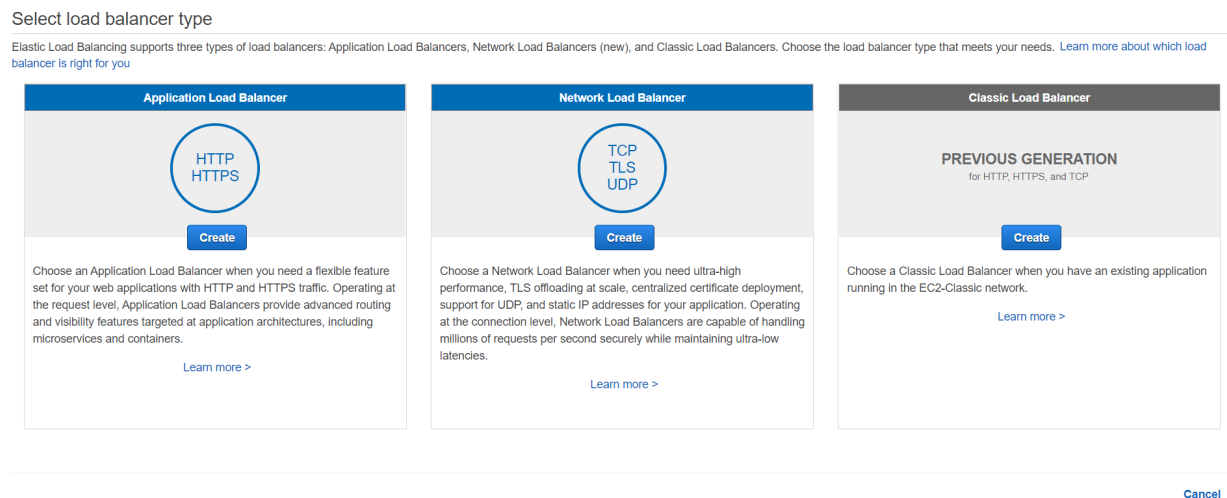 Select load balancer type
Elastic Load Balancing supports three types of load balancers: Application Load Balancers, Network Load Balancers (new), and Classic Load Balancers. Choose the load balancer type that meets your needs. Learn more about which load
balancer is right for you
Application Load Balancer
HTTP
HTTPS
Create
Choose an Application Load Balancer when you need a flexible feature
set for your web applications with HTTP and HTTPS traffic. Operating at
the request level, Application Load Balancers provide advanced routing
and visibility features targeted at application architectures, including
microservices and containers.
Learn more >
Network Load Balancer
TCP
TLS
UDP
Create
Choose a Network Load Balancer when you need ultra-high
performance, TLS offloading at scale, centralized certificate deployment,
support for UDP, and static IP addresses for your application. Operating
at the connection level, Network Load Balancers are capable of handling
millions of requests per second securely while maintaining ultra-low
latencies.
Learn more >
Classic Load Balancer
PREVIOUS GENERATION
for HTTP, HTTPS, and TCP
Create
Choose a Classic Load Balancer when you have an existing application
running in the EC2-Classic network.
Learn more >
Cancel